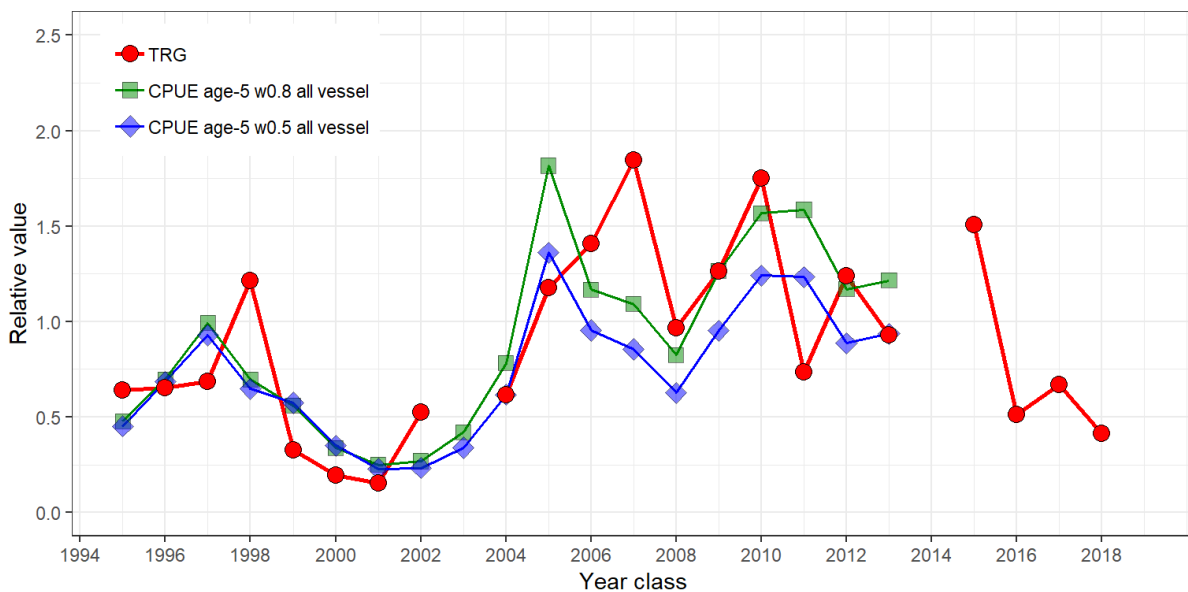 2.5
2.0
1.5
1.0
0.5
0.0
Relative value
TRG
CPUE age-5 w0.8 all vessel
CPUE age-5 w0.5 all vessel
1994 1996 1998 2000 2002 2004 2006 2008 2010 2012 2014 2016 2018
Year class